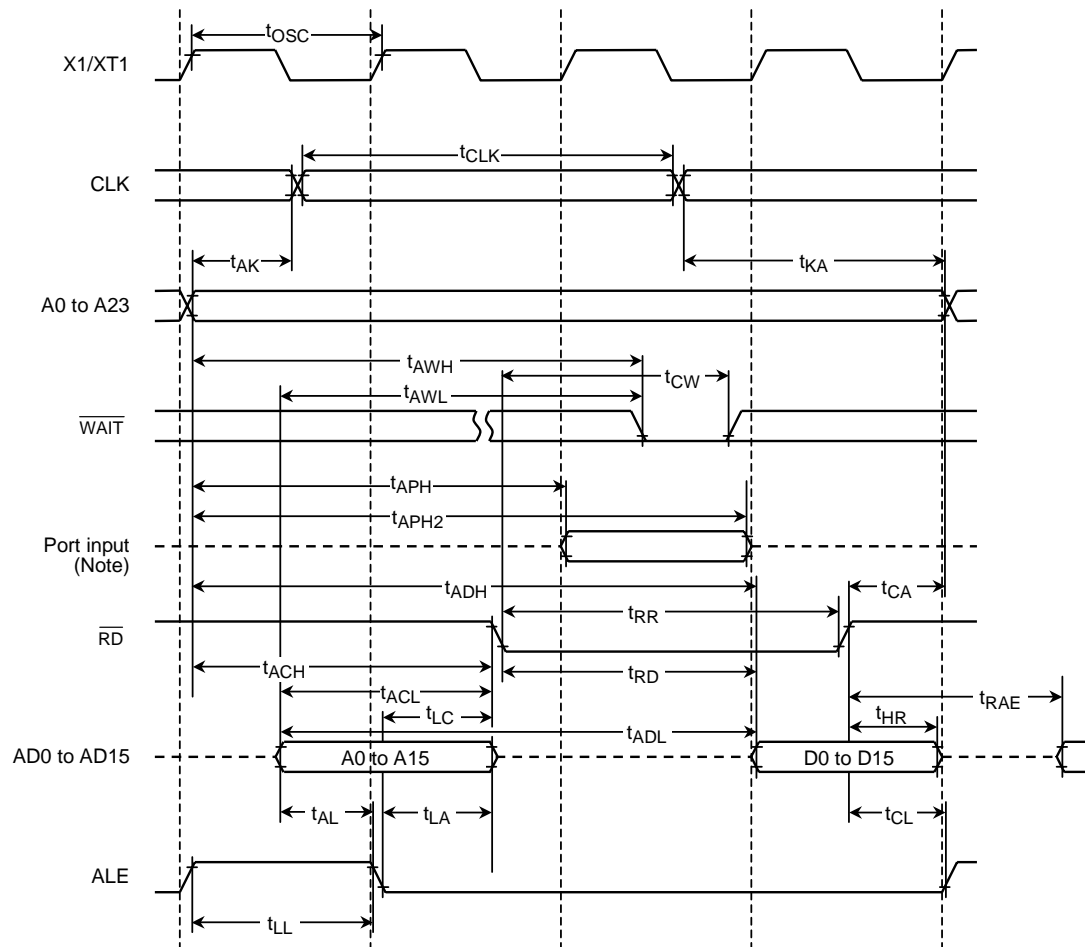 tOSC
X1/XT1
tCLK
CLK
tAK
tKA
A0 to A23
tAWH
tCW
tAWL
WAIT
tAPH
tAPH2
Port input
(Note)
tADH
tCA
tRR
RD
tACH
tRD
tACL
tRAE
tLC
tHR
tADL
AD0 to AD15
A0 to A15
D0 to D15
tAL
tLA
tCL
ALE
tLL